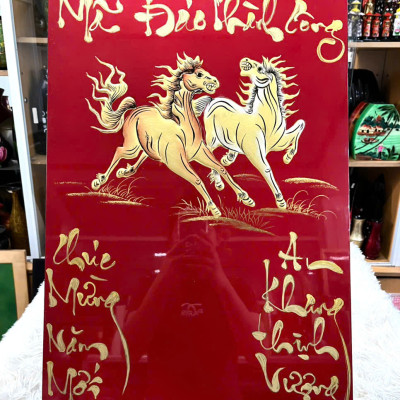 Mã Đáo Thành Công
Chúc
Mừng
Năm
Mới
An
Khang
Thịnh
Vượng